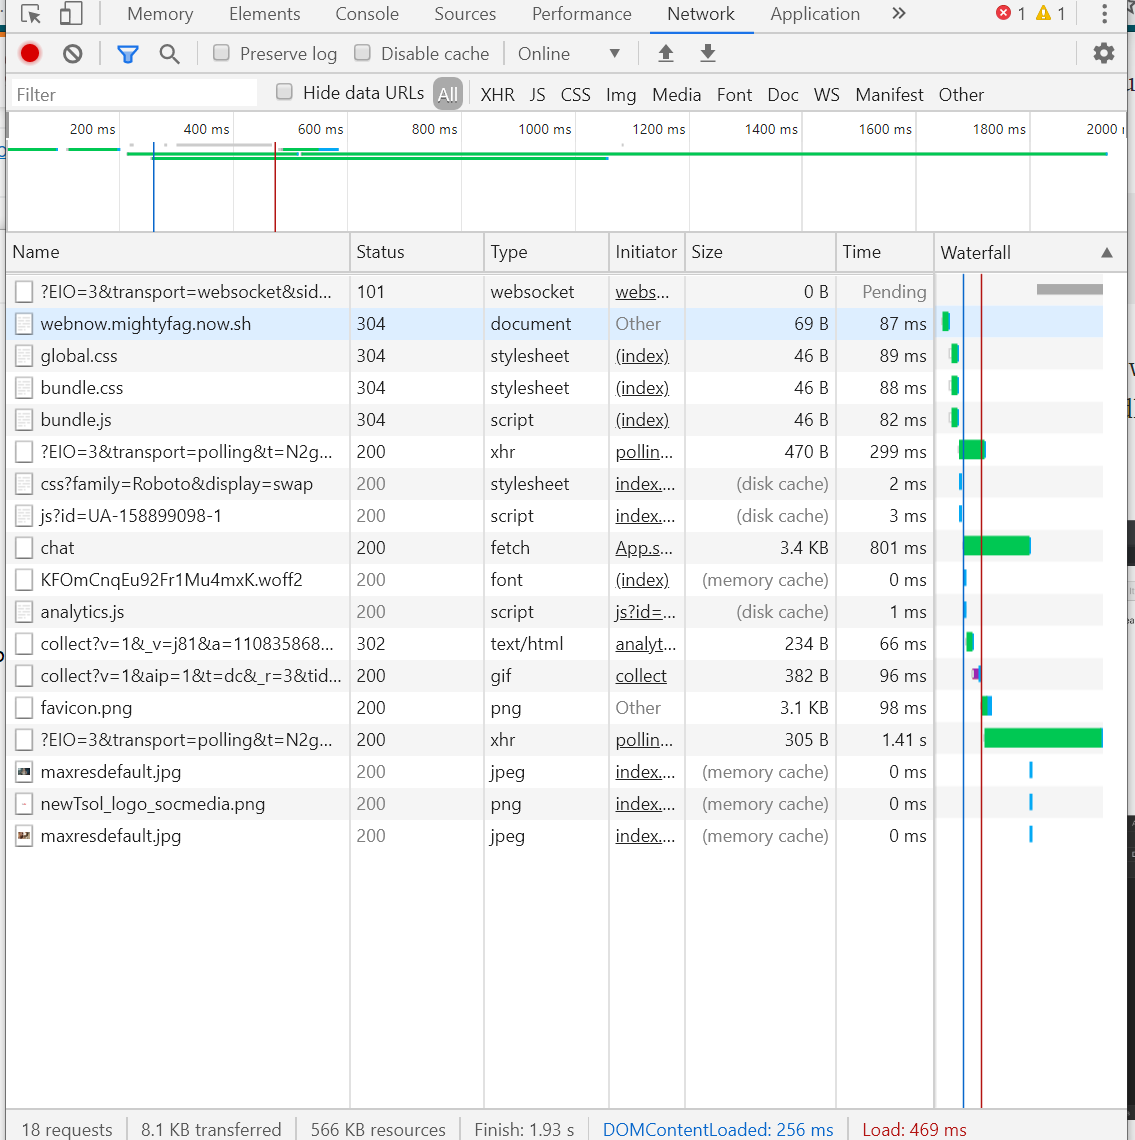 Memory Elements Console Sources Performance Network Application » 1 1
Preserve log Disable cache Online ▼
Filter Hide data URLs All XHR JS CSS Img Media Font Doc WS Manifest Other
200 ms 400 ms 600 ms 800 ms 1000 ms 1200 ms 1400 ms 1600 ms 1800 ms 2000
Name Status Type Initiator Size Time Waterfall ▲
?EIO=3&transport=websocket&sid... 101 websocket webs... 0 B Pending
webnow.mightyfag.now.sh 304 document Other 69 B 87 ms
global.css 304 stylesheet (index) 46 B 89 ms
bundle.css 304 stylesheet (index) 46 B 88 ms
bundle.js 304 script (index) 46 B 82 ms
?EIO=3&transport=polling&t=N2g... 200 xhr pollin... 470 B 299 ms
css?family=Roboto&display=swap 200 stylesheet index.... (disk cache) 2 ms
js?id=UA-158899098-1 200 script index.... (disk cache) 3 ms
chat 200 fetch App.s... 3.4 KB 801 ms
KFOmCnqEu92Fr1Mu4mxK.woff2 200 font (index) (memory cache) 0 ms
analytics.js 200 script js?id=... (disk cache) 1 ms
collect?v=1&_v=j81&a=110835868... 302 text/html analyt... 234 B 66 ms
collect?v=1&aip=1&t=dc&_r=3&tid... 200 gif collect 382 B 96 ms
favicon.png 200 png Other 3.1 KB 98 ms
?EIO=3&transport=polling&t=N2g... 200 xhr pollin... 305 B 1.41 s
maxresdefault.jpg 200 jpeg index.... (memory cache) 0 ms
newTsol_logo_socmedia.png 200 png index.... (memory cache) 0 ms
maxresdefault.jpg 200 jpeg index.... (memory cache) 0 ms
18 requests 8.1 KB transferred 566 KB resources Finish: 1.93 s DOMContentLoaded: 256 ms Load: 469 ms